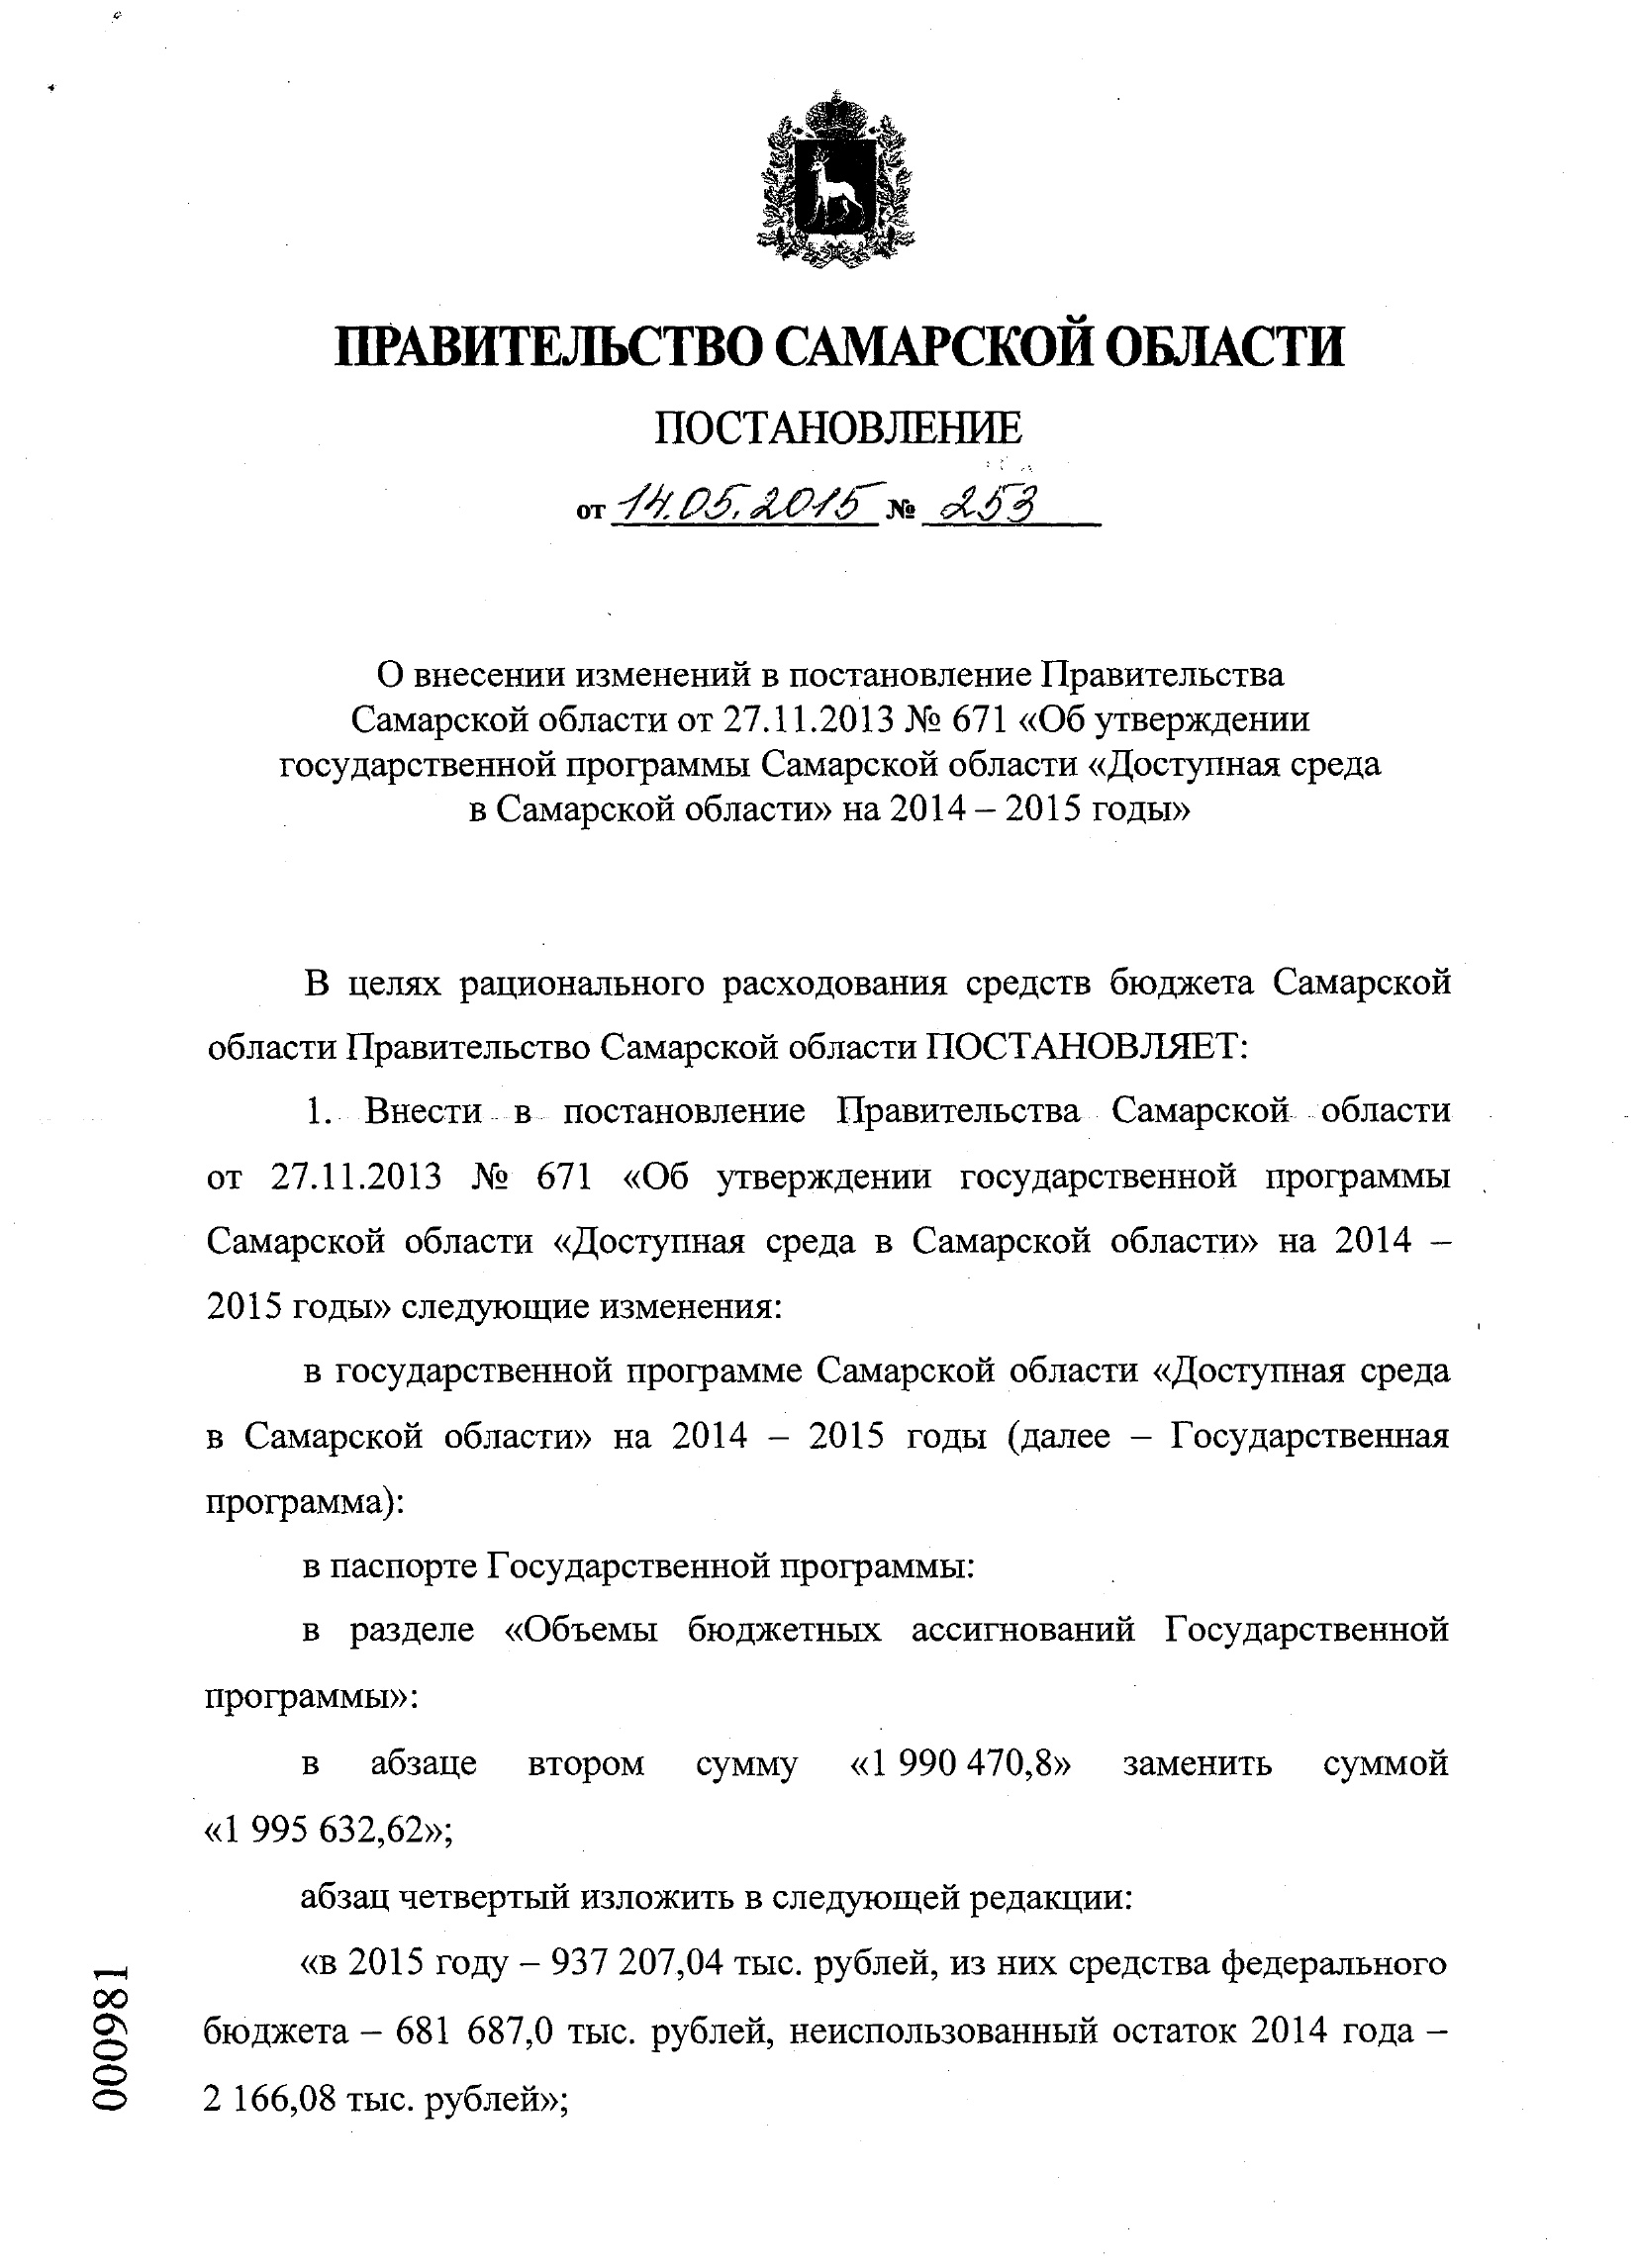 ПРАВИТЕЛЬСТВО САМАРСКОЙ ОБЛАСТИ
ПОСТАНОВЛЕНИЕ
от 14.05.2015 № 253
О внесении изменений в постановление Правительства
Самарской области от 27.11.2013 № 671 «Об утверждении
государственной программы Самарской области «Доступная среда
в Самарской области» на 2014 – 2015 годы»
В целях рационального расходования средств бюджета Самарской
области Правительство Самарской области ПОСТАНОВЛЯЕТ:
1. Внести в постановление Правительства Самарской области
от 27.11.2013 № 671 «Об утверждении государственной программы
Самарской области «Доступная среда в Самарской области» на 2014 –
2015 годы» следующие изменения:
в государственной программе Самарской области «Доступная среда
в Самарской области» на 2014 – 2015 годы (далее – Государственная
программа):
в паспорте Государственной программы:
в разделе «Объемы бюджетных ассигнований Государственной
программы»:
в абзаце втором сумму «1 990 470,8» заменить суммой
«1 995 632,62»;
абзац четвертый изложить в следующей редакции:
«в 2015 году – 937 207,04 тыс. рублей, из них средства федерального
бюджета – 681 687,0 тыс. рублей, неиспользованный остаток 2014 года –
2 166,08 тыс. рублей»;
000981